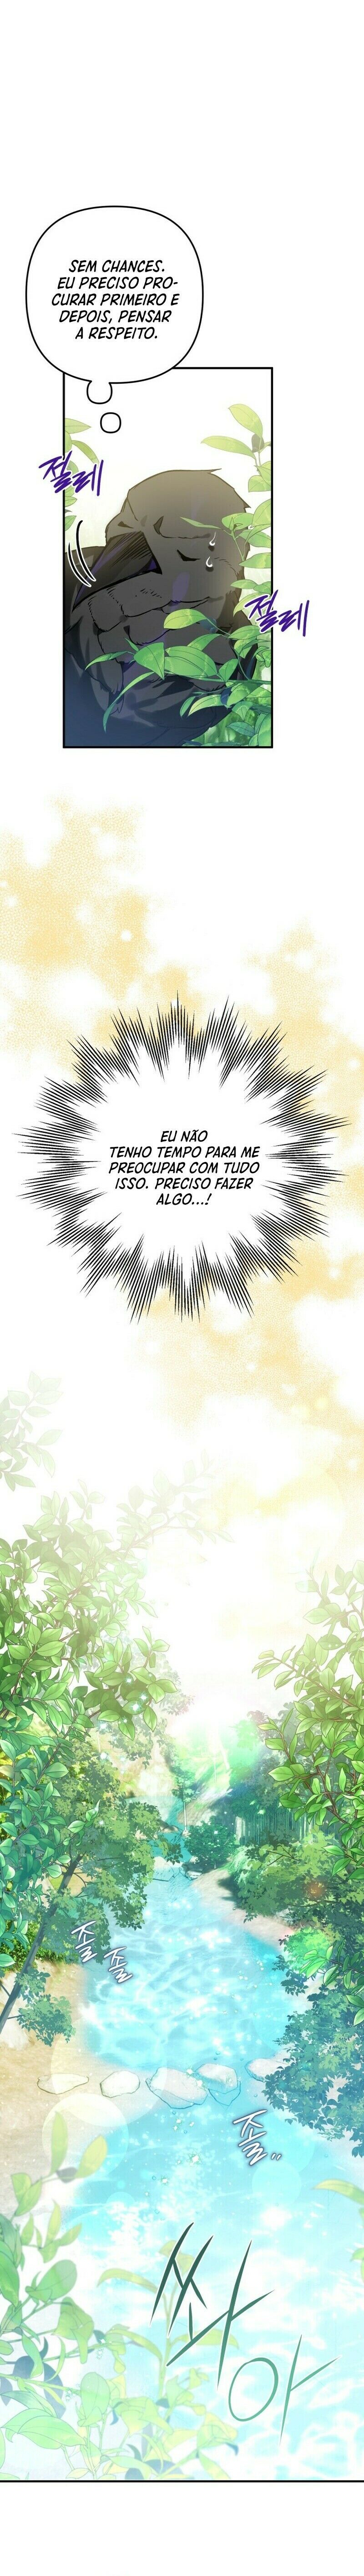 SEM CHANCES.
EU PRECISO PRO-
CURAR PRIMEIRO E
DEPOIS, PENSAR
A RESPEITO.
절레
절레
EU NÃO
TENHO TEMPO PARA ME
PREOCUPAR COM TUDO
ISSO. PRECISO FAZER
ALGO...!
졸
졸
졸"
쏴아